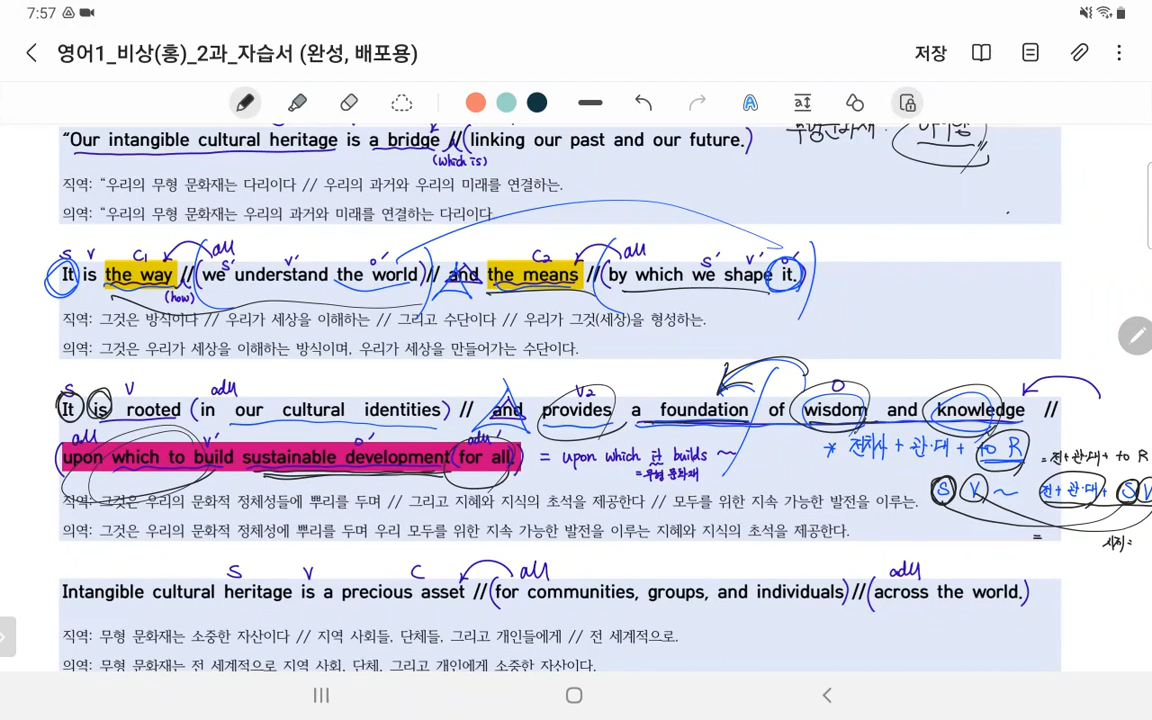 7:57
영어1_비상(홍)_2과_자습서 (완성, 배포용)
저장
“Our intangible cultural heritage is a bridge // (linking our past and our future.)
(which is)
직역: “우리의 무형 문화재는 다리이다 // 우리의 과거와 우리의 미래를 연결하는.
의역: “우리의 무형 문화재는 우리의 과거와 미래를 연결하는 다리이다.
S V C₁ S' V' O' C₂ S' V' O'
It is the way // (we understand the world) // and the means // (by which we shape it.)
(how)
직역: 그것은 방식이다 // 우리가 세상을 이해하는 // 그리고 수단이다 // 우리가 그것(세상)을 형성하는.
의역: 그것은 우리가 세상을 이해하는 방식이며, 우리가 세상을 만들어가는 수단이다.
S V V2 O
It is rooted (in our cultural identities) // and provides a foundation of wisdom and knowledge //
V' O'
(upon which to build sustainable development (for all).
= upon which it builds ~
= 무형 문화재
* 전치사 + 관·대 + to R
= 전+관·대+ to R
S V ~ 전+관·대 + S V
=
직역: 그것은 우리의 문화적 정체성들에 뿌리를 두며 // 그리고 지혜와 지식의 초석을 제공한다 // 모두를 위한 지속 가능한 발전을 이루는.
의역: 그것은 우리의 문화적 정체성에 뿌리를 두며 우리 모두를 위한 지속 가능한 발전을 이루는 지혜와 지식의 초석을 제공한다.
S V C
Intangible cultural heritage is a precious asset // (for communities, groups, and individuals) // (across the world.)
직역: 무형 문화재는 소중한 자산이다 // 지역 사회들, 단체들, 그리고 개인들에게 // 전 세계적으로.
의역: 무형 문화재는 전 세계적으로 지역 사회, 단체, 그리고 개인에게 소중한 자산이다.